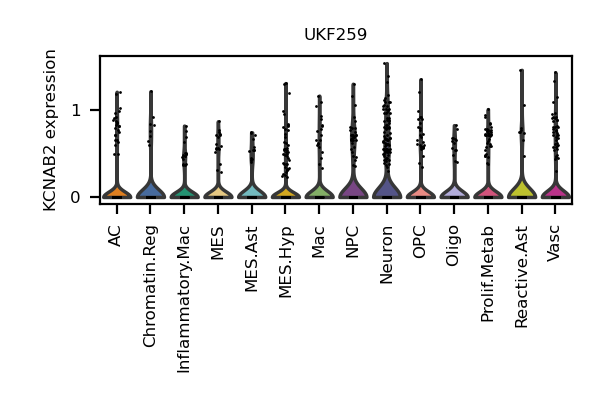 UKF259
KCNAB2 expression
1
0
AC
Chromatin.Reg
Inflammatory.Mac
MES
MES.Ast
MES.Hyp
Mac
NPC
Neuron
OPC
Oligo
Prolif.Metab
Reactive.Ast
Vasc